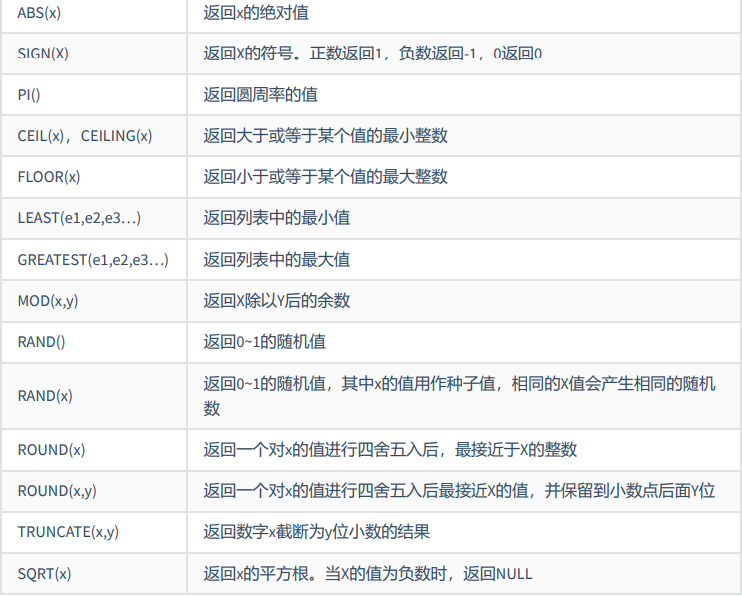 ABS(x) 返回x的绝对值
SIGN(X) 返回X的符号。正数返回1，负数返回-1，0返回0
PI() 返回圆周率的值
CEIL(x)，CEILING(x) 返回大于或等于某个值的最小整数
FLOOR(x) 返回小于或等于某个值的最大整数
LEAST(e1,e2,e3…) 返回列表中的最小值
GREATEST(e1,e2,e3…) 返回列表中的最大值
MOD(x,y) 返回X除以Y后的余数
RAND() 返回0~1的随机值
RAND(x) 返回0~1的随机值，其中x的值用作种子值，相同的X值会产生相同的随机
数
ROUND(x) 返回一个对x的值进行四舍五入后，最接近于X的整数
ROUND(x,y) 返回一个对x的值进行四舍五入后最接近X的值，并保留到小数点后面Y位
TRUNCATE(x,y) 返回数字x截断为y位小数的结果
SQRT(x) 返回x的平方根。当X的值为负数时，返回NULL